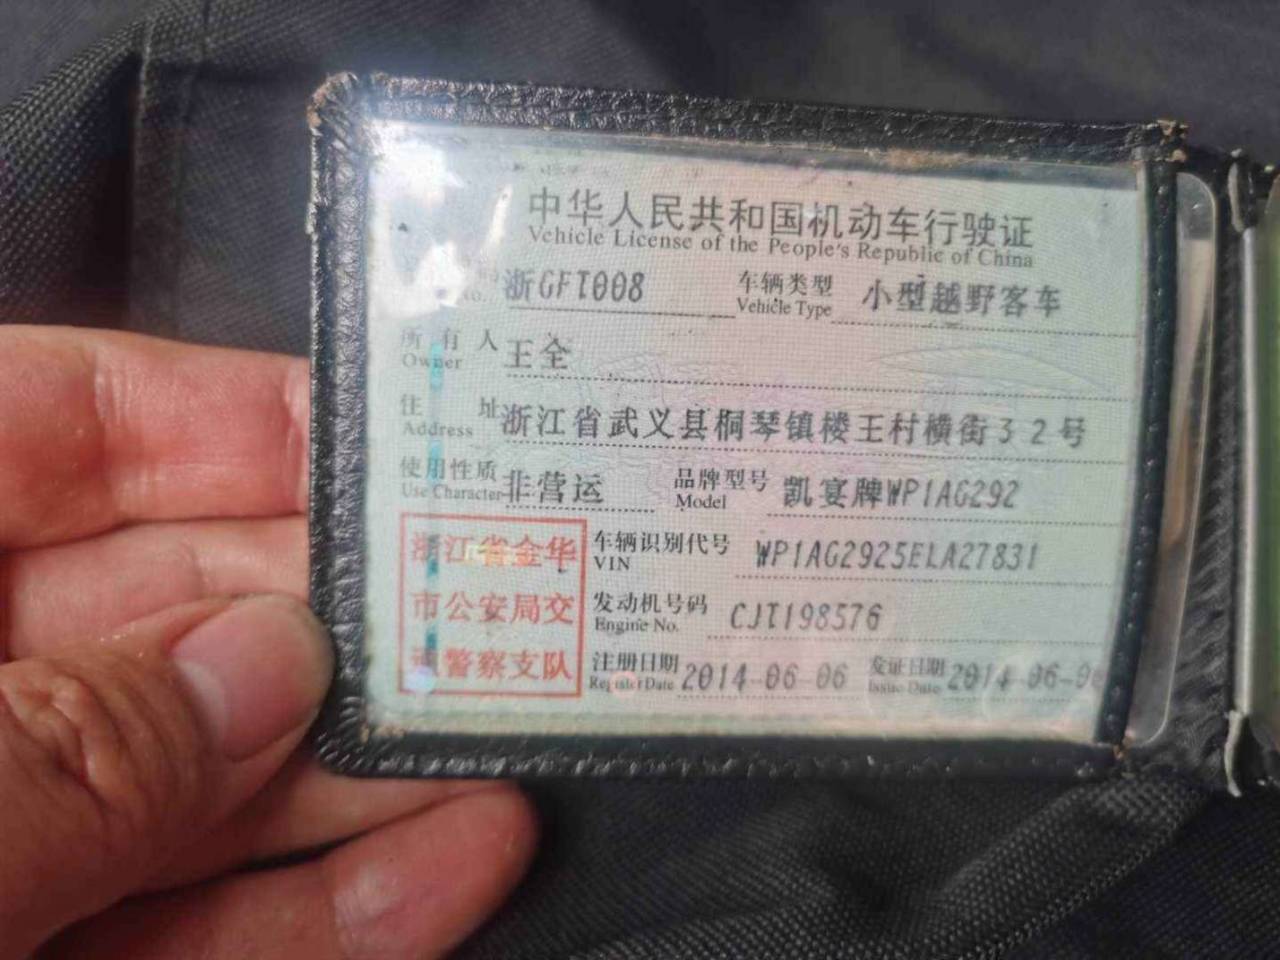 中华人民共和国机动车行驶证
Vehicle License of the People's Republic of China
No. 浙GFT008 车辆类型 小型越野客车
Vehicle Type
所有人 王全
Owner
住址 浙江省武义县桐琴镇楼王村横街32号
Address
使用性质 非营运 品牌型号 凯宴牌WP1AG292
Use Character Model
浙江省金华 车辆识别代号 WP1AG2925ELA27831
VIN
市公安局交 发动机号码 CJT198576
Engine No.
警察支队 注册日期 2014-06-06 发证日期 2014-06-06
Register Date Issue Date